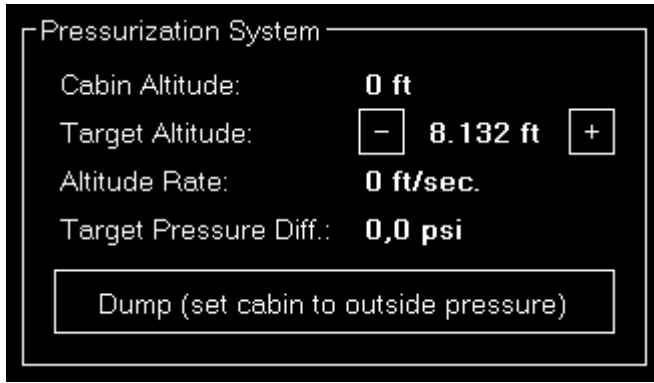 Pressurization System
Cabin Altitude: 0 ft
Target Altitude: - 8.132 ft +
Altitude Rate: 0 ft/sec.
Target Pressure Diff.: 0,0 psi
Dump (set cabin to outside pressure)